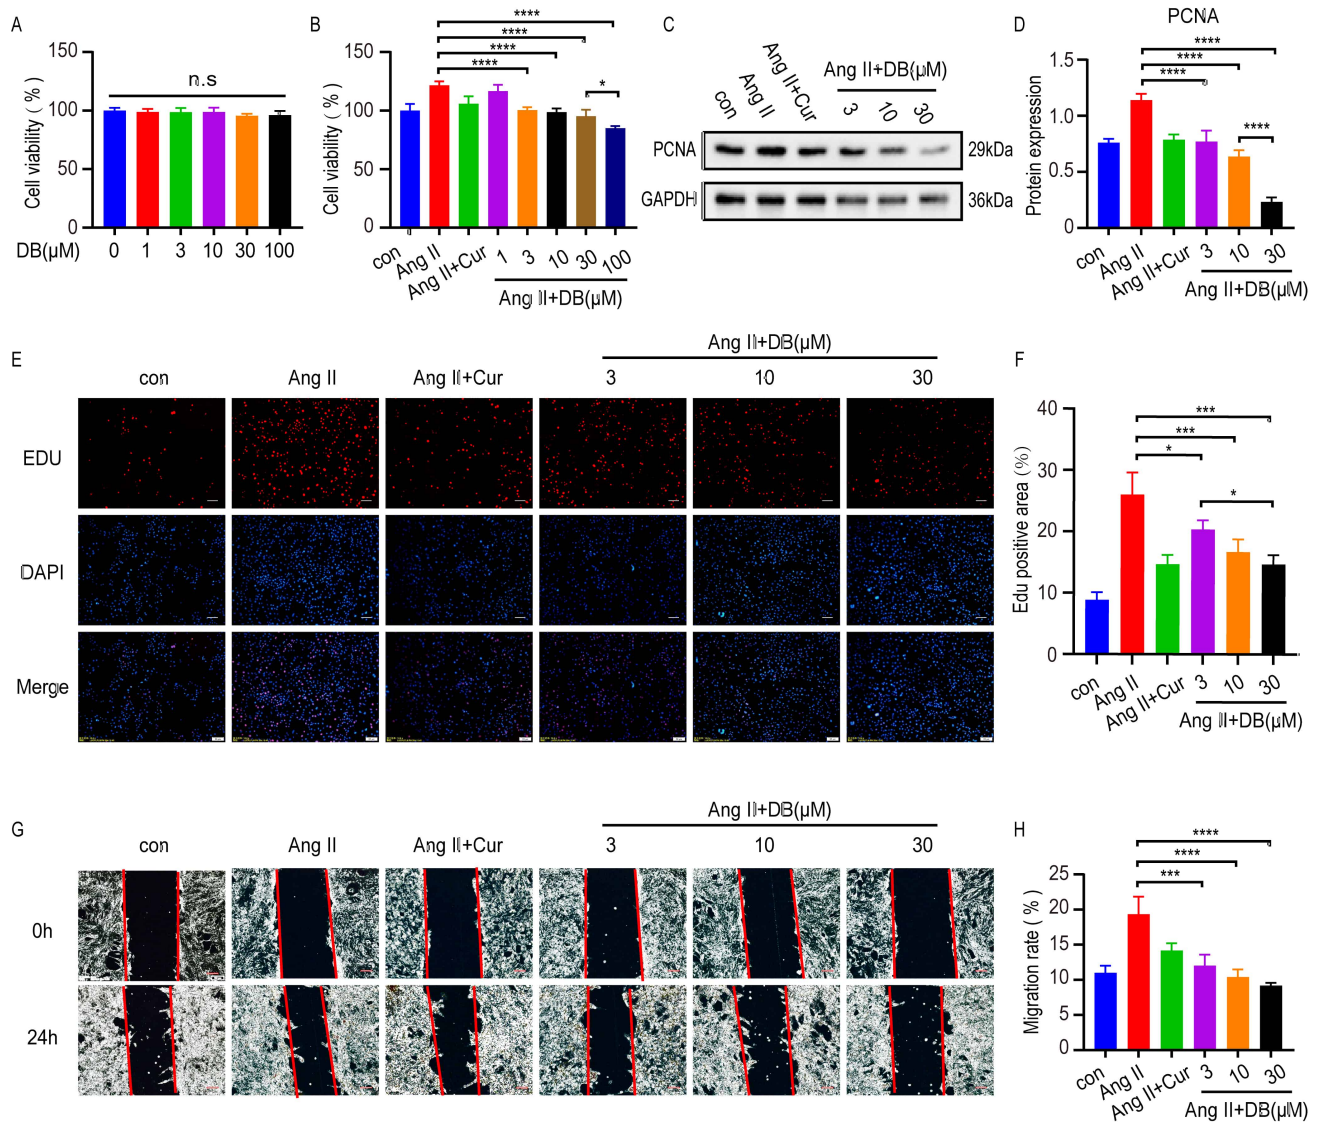 A
150
100
50
0
Cell viability ( % )
n.s
DB(μM)
0 1 3 10 30 100
B
150
100
50
0
Cell viability ( % )
****
****
****
****
*
con
Ang II
Ang II+Cur
1 3 10 30 100
Ang II+DB(μM)
C
con
Ang II
Ang II+Cur
Ang II+DB(μM)
3 10 30
PCNA
29kDa
GAPDH
36kDa
D
PCNA
1.5
1.0
0.5
0
Protein expression
****
****
****
****
con
Ang II
Ang II+Cur
3 10 30
Ang II+DB(μM)
E
Ang II+DB(μM)
con Ang II Ang II+Cur 3 10 30
EDU
DAPI
Merge
F
40
30
20
10
0
Edu positive area (%)
***
***
*
*
con
Ang II
Ang II+Cur
3 10 30
Ang II+DB(μM)
G
Ang II+DB(μM)
con Ang II Ang II+Cur 3 10 30
0h
24h
H
25
20
15
10
5
0
Migration rate ( % )
****
****
***
con
Ang II
Ang II+Cur
3 10 30
Ang II+DB(μM)